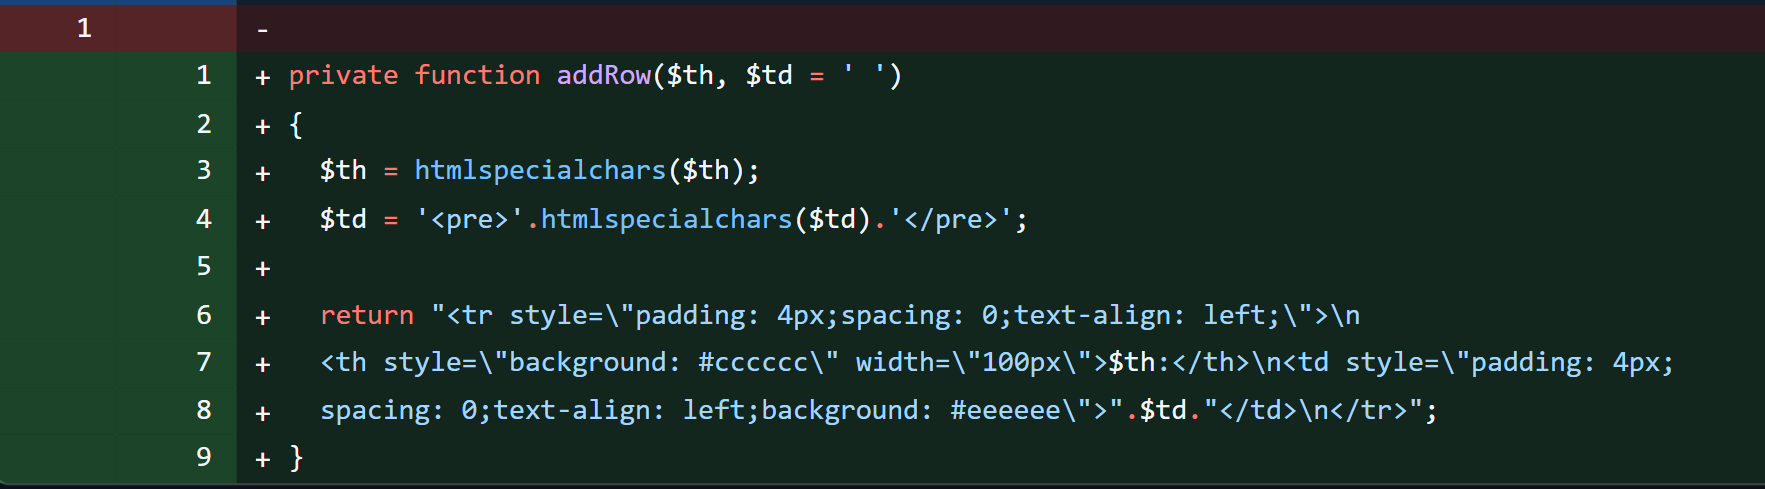 1 -
1 + private function addRow($th, $td = ' ')
2 + {
3 +   $th = htmlspecialchars($th);
4 +   $td = '<pre>'.htmlspecialchars($td).'</pre>';
5 +
6 +   return "<tr style=\"padding: 4px;spacing: 0;text-align: left;\">\n
7 +   <th style=\"background: #cccccc\" width=\"100px\">$th:</th>\n<td style=\"padding: 4px;
8 +   spacing: 0;text-align: left;background: #eeeeee\">".$td."</td>\n</tr>";
9 + }